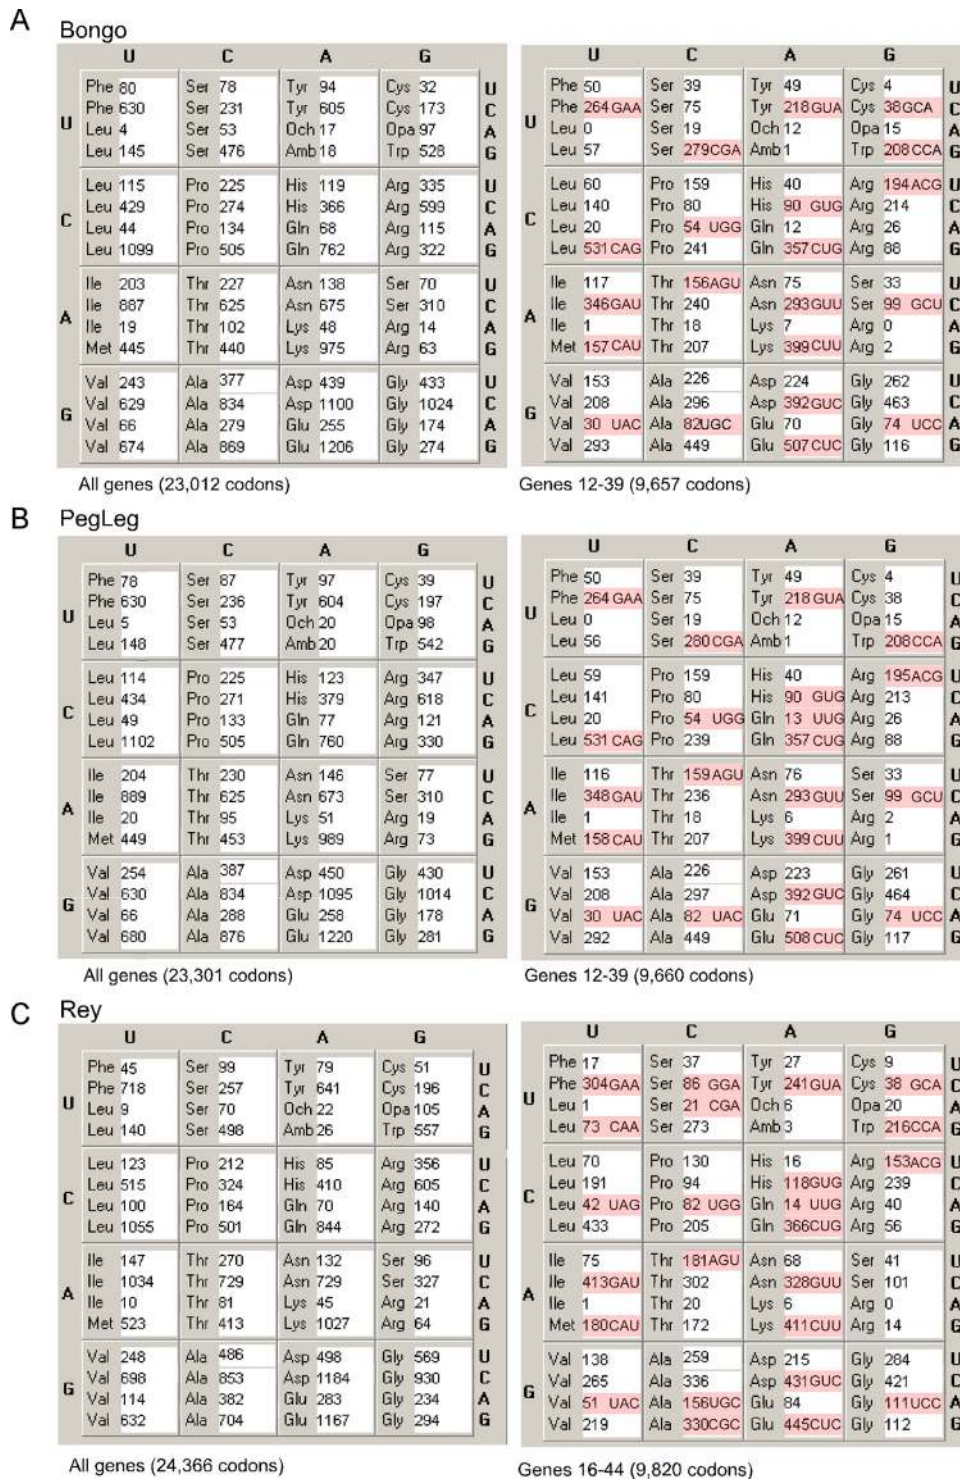 A Bongo
U C A G U C A G
Phe 80 Ser 78 Tyr 94 Cys 32 U Phe 50 Ser 39 Tyr 49 Cys 4 U
Phe 630 Ser 231 Tyr 605 Cys 173 C Phe 264 GAA Ser 75 Tyr 218 GUA Cys 38 GCA C
U Leu 4 Ser 53 Och 17 Opa 97 A U Leu 0 Ser 19 Och 12 Opa 15 A
Leu 145 Ser 476 Amb 18 Trp 528 G Leu 57 Ser 279CGA Amb 1 Trp 208 CCA G
Leu 115 Pro 225 His 119 Arg 335 U Leu 60 Pro 159 His 40 Arg 194 ACG U
Leu 429 Pro 274 His 366 Arg 599 C Leu 140 Pro 80 His 90 GUG Arg 214 C
C Leu 44 Pro 134 Gln 68 Arg 115 A C Leu 20 Pro 54 UGG Gln 12 Arg 26 A
Leu 1099 Pro 505 Gln 762 Arg 322 G Leu 531 CAG Pro 241 Gln 357 CUG Arg 88 G
Ile 203 Thr 227 Asn 138 Ser 70 U Ile 117 Thr 156AGU Asn 75 Ser 33 U
Ile 887 Thr 625 Asn 675 Ser 310 C Ile 346 GAU Thr 240 Asn 293 GUU Ser 99 GCU C
A Ile 19 Thr 102 Lys 48 Arg 14 A A Ile 1 Thr 18 Lys 7 Arg 0 A
Met 445 Thr 440 Lys 975 Arg 63 G Met 157 CAU Thr 207 Lys 399 CUU Arg 2 G
Val 243 Ala 377 Asp 439 Gly 433 U Val 153 Ala 226 Asp 224 Gly 262 U
Val 629 Ala 834 Asp 1100 Gly 1024 C Val 208 Ala 296 Asp 392 GUC Gly 463 C
G Val 66 Ala 279 Glu 255 Gly 174 A G Val 30 UAC Ala 82UGC Glu 70 Gly 74 UCC A
Val 674 Ala 869 Glu 1206 Gly 274 G Val 293 Ala 449 Glu 507 CUC Gly 116 G
All genes (23,012 codons) Genes 12-39 (9,657 codons)
B PegLeg
U C A G U C A G
Phe 78 Ser 87 Tyr 97 Cys 39 U Phe 50 Ser 39 Tyr 49 Cys 4 U
Phe 630 Ser 236 Tyr 604 Cys 197 C Phe 264 GAA Ser 75 Tyr 218 GUA Cys 38 C
U Leu 5 Ser 53 Och 20 Opa 98 A U Leu 0 Ser 19 Och 12 Opa 15 A
Leu 148 Ser 477 Amb 20 Trp 542 G Leu 56 Ser 280 CGA Amb 1 Trp 208 CCA G
Leu 114 Pro 225 His 123 Arg 347 U Leu 59 Pro 159 His 40 Arg 195 ACG U
Leu 434 Pro 271 His 379 Arg 618 C Leu 141 Pro 80 His 90 GUG Arg 213 C
C Leu 49 Pro 133 Gln 77 Arg 121 A C Leu 20 Pro 54 UGG Gln 13 UUG Arg 26 A
Leu 1102 Pro 505 Gln 760 Arg 330 G Leu 531 CAG Pro 239 Gln 357 CUG Arg 88 G
Ile 204 Thr 230 Asn 146 Ser 77 U Ile 116 Thr 159 AGU Asn 76 Ser 33 U
Ile 889 Thr 625 Asn 673 Ser 310 C Ile 348 GAU Thr 236 Asn 293 GUU Ser 99 GCU C
A Ile 20 Thr 95 Lys 51 Arg 19 A A Ile 1 Thr 18 Lys 6 Arg 2 A
Met 449 Thr 453 Lys 989 Arg 73 G Met 158 CAU Thr 207 Lys 399 CUU Arg 1 G
Val 254 Ala 387 Asp 450 Gly 430 U Val 153 Ala 226 Asp 223 Gly 261 U
Val 630 Ala 834 Asp 1095 Gly 1014 C Val 208 Ala 297 Asp 392 GUC Gly 464 C
G Val 66 Ala 288 Glu 258 Gly 178 A G Val 30 UAC Ala 82 UAC Glu 71 Gly 74 UCC A
Val 680 Ala 876 Glu 1220 Gly 281 G Val 292 Ala 449 Glu 508 CUC Gly 117 G
All genes (23,301 codons) Genes 12-39 (9,660 codons)
C Rey
U C A G U C A G
Phe 45 Ser 99 Tyr 79 Cys 51 U Phe 17 Ser 37 Tyr 27 Cys 9 U
Phe 718 Ser 257 Tyr 641 Cys 196 C Phe 304 GAA Ser 86 GGA Tyr 241 GUA Cys 38 GCA C
U Leu 9 Ser 70 Och 22 Opa 105 A U Leu 1 Ser 21 CGA Och 6 Opa 20 A
Leu 140 Ser 498 Amb 26 Trp 557 G Leu 73 CAA Ser 273 Amb 3 Trp 216CCA G
Leu 123 Pro 212 His 85 Arg 356 U Leu 70 Pro 130 His 16 Arg 153ACG U
Leu 515 Pro 324 His 410 Arg 605 C Leu 191 Pro 94 His 118GUG Arg 239 C
C Leu 100 Pro 164 Gln 70 Arg 140 A C Leu 42 UAG Pro 82 UGG Gln 14 UUG Arg 40 A
Leu 1055 Pro 501 Gln 844 Arg 272 G Leu 433 Pro 205 Gln 366CUG Arg 56 G
Ile 147 Thr 270 Asn 132 Ser 96 U Ile 75 Thr 181AGU Asn 68 Ser 41 U
Ile 1034 Thr 729 Asn 729 Ser 327 C Ile 413GAU Thr 302 Asn 328GUU Ser 101 C
A Ile 10 Thr 81 Lys 45 Arg 21 A A Ile 1 Thr 20 Lys 6 Arg 0 A
Met 523 Thr 413 Lys 1027 Arg 64 G Met 180 CAU Thr 172 Lys 411 CUU Arg 14 G
Val 248 Ala 486 Asp 498 Gly 569 U Val 138 Ala 259 Asp 215 Gly 284 U
Val 698 Ala 853 Asp 1184 Gly 930 C Val 265 Ala 336 Asp 431 GUC Gly 421 C
G Val 114 Ala 382 Glu 283 Gly 234 A G Val 51 UAC Ala 156UGC Glu 84 Gly 111UCC A
Val 632 Ala 704 Glu 1167 Gly 294 G Val 219 Ala 330CGC Glu 445CUC Gly 112 G
All genes (24,366 codons) Genes 16-44 (9,820 codons)